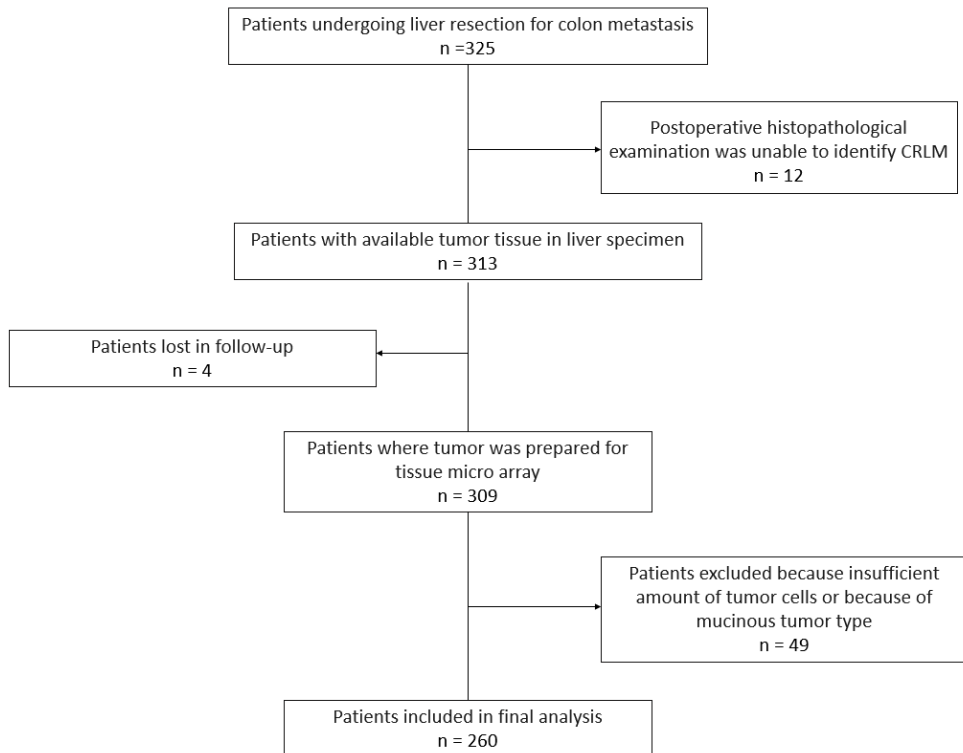 Patients undergoing liver resection for colon metastasis
n =325
Postoperative histopathological
examination was unable to identify CRLM
n = 12
Patients with available tumor tissue in liver specimen
n = 313
Patients lost in follow-up
n = 4
Patients where tumor was prepared for
tissue micro array
n = 309
Patients excluded because insufficient
amount of tumor cells or because of
mucinous tumor type
n = 49
Patients included in final analysis
n = 260